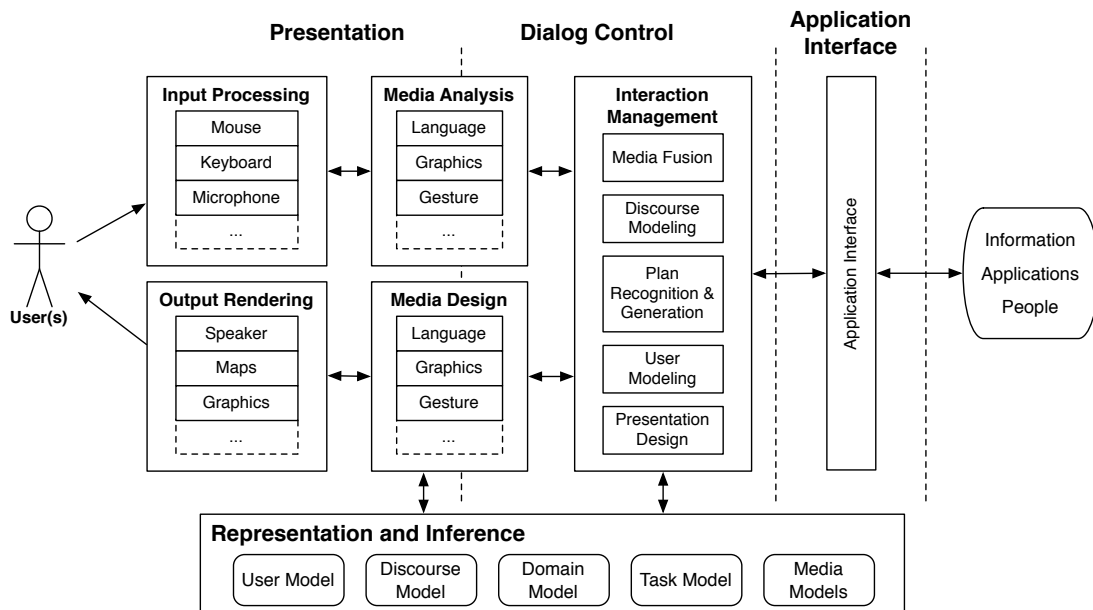 Presentation
Dialog Control
Application
Interface
Input Processing
Mouse
Keyboard
Microphone
...
Media Analysis
Language
Graphics
Gesture
...
Interaction
Management
Media Fusion
Discourse
Modeling
Plan
Recognition &
Generation
User
Modeling
Presentation
Design
Application Interface
Information
Applications
People
User(s)
Output Rendering
Speaker
Maps
Graphics
...
Media Design
Language
Graphics
Gesture
...
Representation and Inference
User Model
Discourse
Model
Domain
Model
Task Model
Media
Models